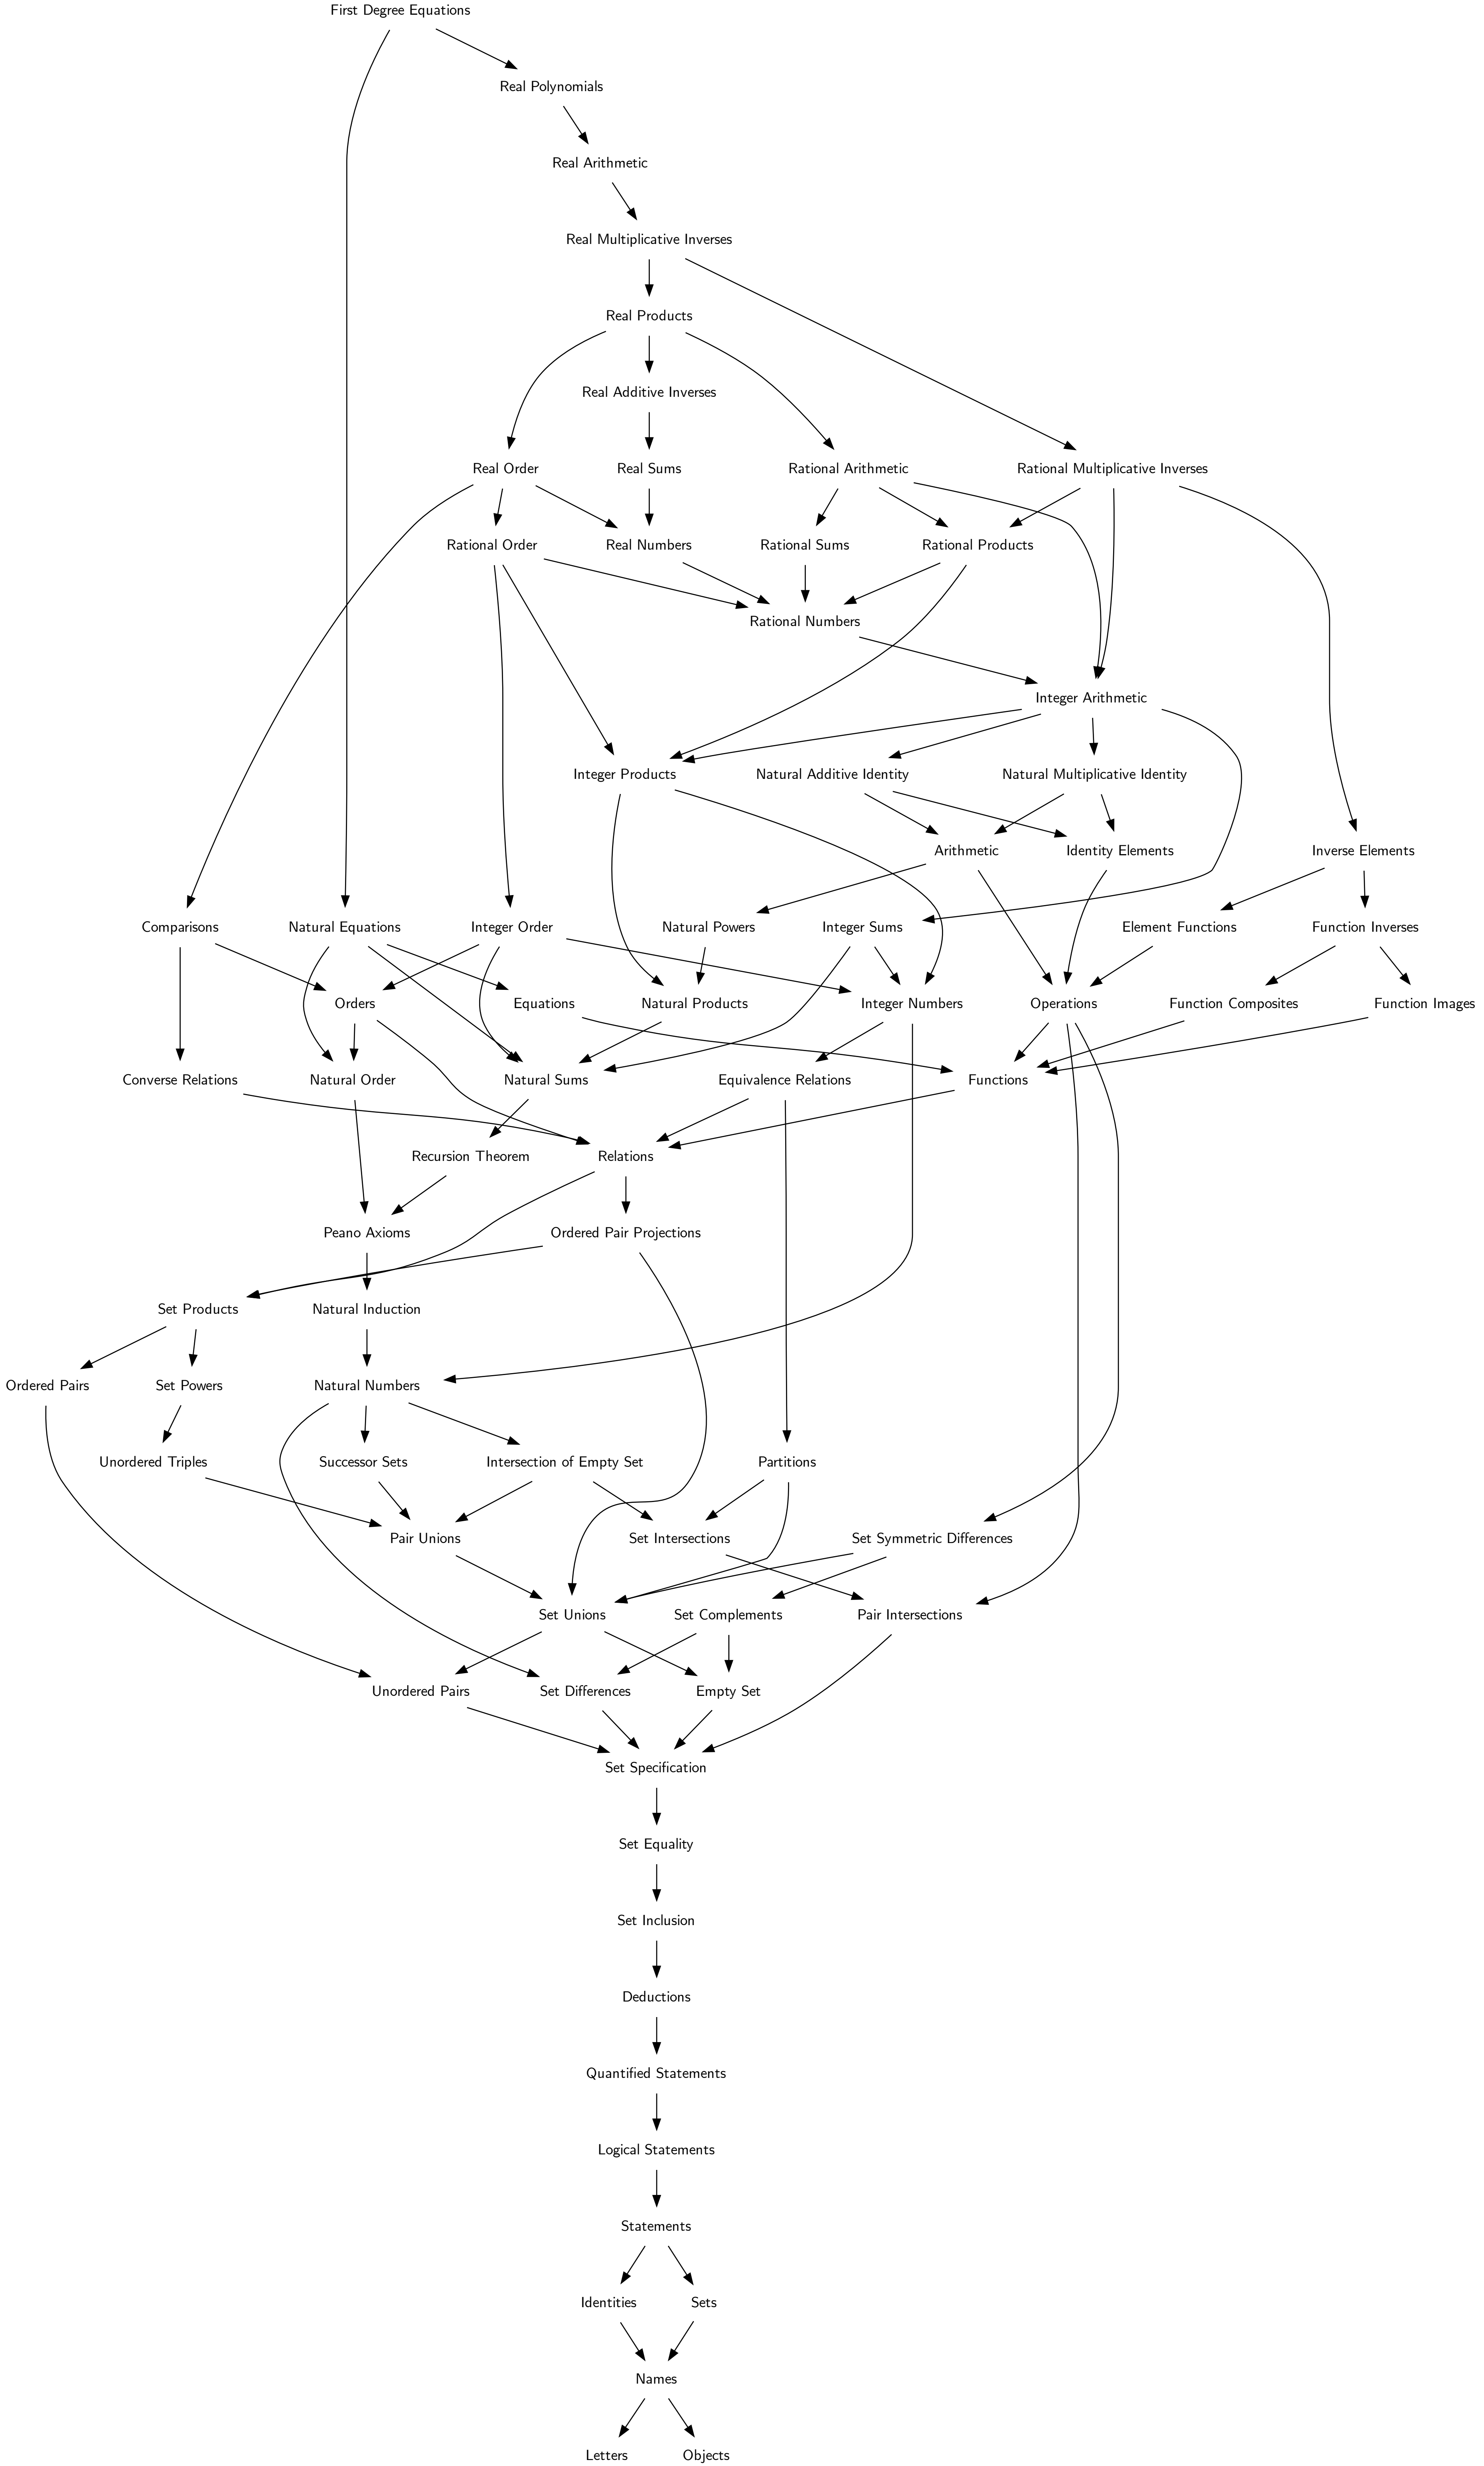 First Degree Equations
Real Polynomials
Real Arithmetic
Real Multiplicative Inverses
Real Products
Real Additive Inverses
Real Order
Real Sums
Rational Arithmetic
Rational Multiplicative Inverses
Rational Order
Real Numbers
Rational Sums
Rational Products
Rational Numbers
Integer Arithmetic
Integer Products
Natural Additive Identity
Natural Multiplicative Identity
Arithmetic
Identity Elements
Inverse Elements
Comparisons
Natural Equations
Integer Order
Natural Powers
Integer Sums
Element Functions
Function Inverses
Orders
Equations
Natural Products
Integer Numbers
Operations
Function Composites
Function Images
Converse Relations
Natural Order
Natural Sums
Equivalence Relations
Functions
Recursion Theorem
Relations
Peano Axioms
Ordered Pair Projections
Set Products
Natural Induction
Ordered Pairs
Set Powers
Natural Numbers
Unordered Triples
Successor Sets
Intersection of Empty Set
Partitions
Pair Unions
Set Intersections
Set Symmetric Differences
Set Unions
Set Complements
Pair Intersections
Unordered Pairs
Set Differences
Empty Set
Set Specification
Set Equality
Set Inclusion
Deductions
Quantified Statements
Logical Statements
Statements
Identities
Sets
Names
Letters
Objects